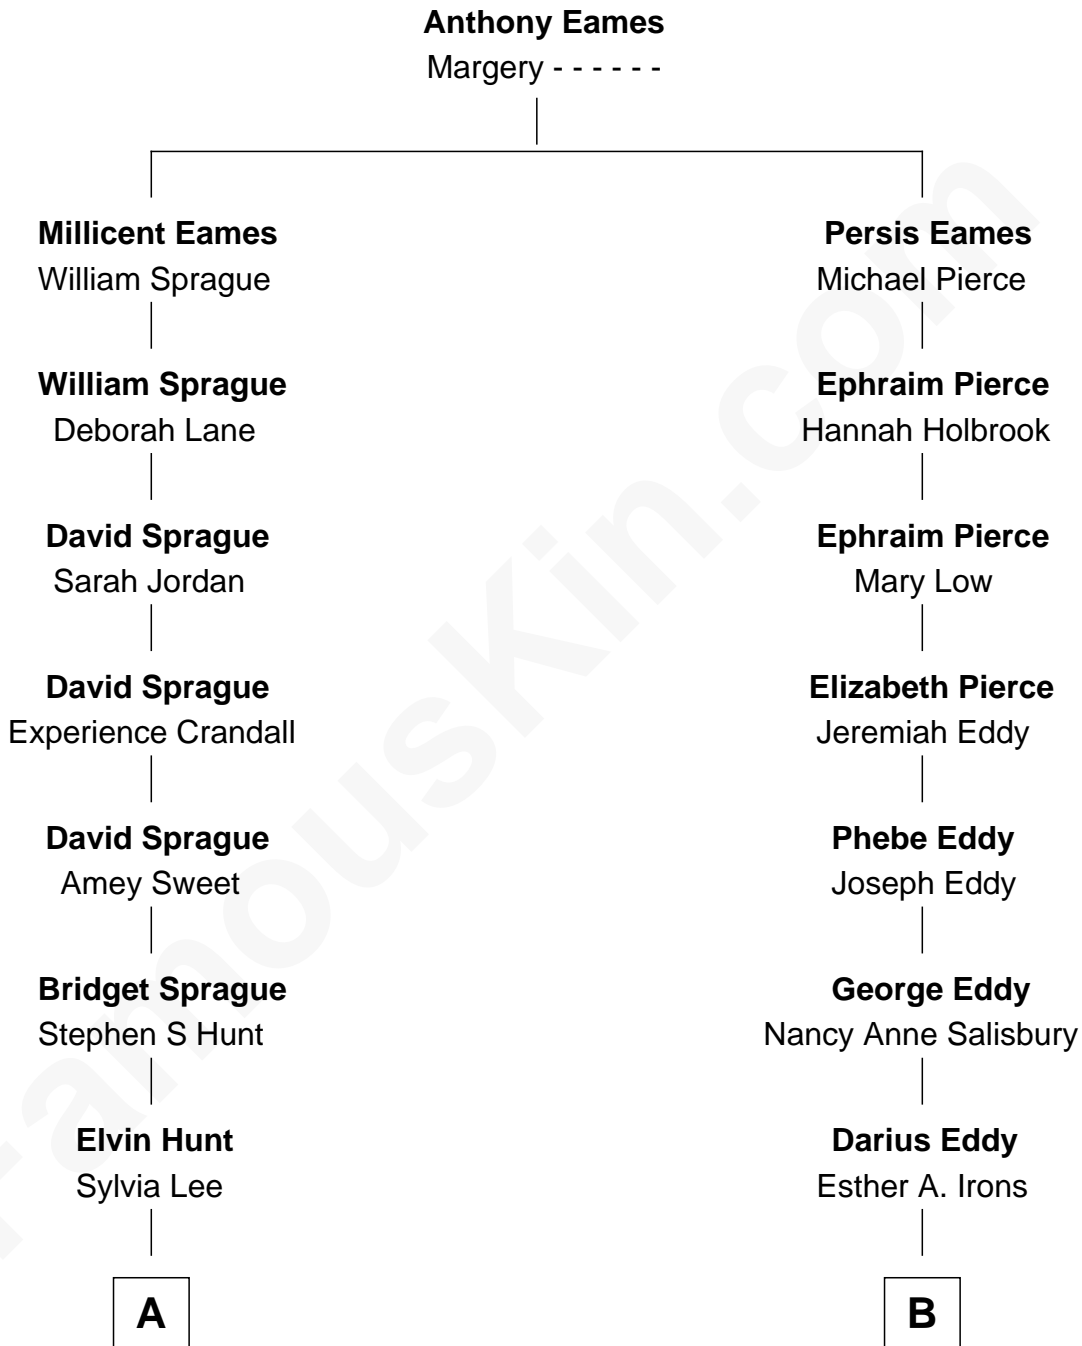 Anthony Eames
Margery - - - - - -
Millicent Eames
William Sprague
Persis Eames
Michael Pierce
William Sprague
Deborah Lane
Ephraim Pierce
Hannah Holbrook
David Sprague
Sarah Jordan
Ephraim Pierce
Mary Low
David Sprague
Experience Crandall
Elizabeth Pierce
Jeremiah Eddy
David Sprague
Amey Sweet
Phebe Eddy
Joseph Eddy
Bridget Sprague
Stephen S Hunt
George Eddy
Nancy Anne Salisbury
Elvin Hunt
Sylvia Lee
Darius Eddy
Esther A. Irons
A
B
FamousKin.com